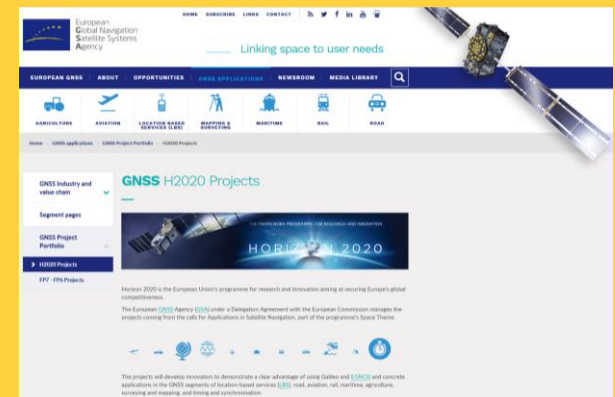 European
Global Navigation
Satellite Systems
Agency
HOME SUBSCRIBE LINKS CONTACT
Linking space to user needs
EUROPEAN GNSS ABOUT OPPORTUNITIES GNSS APPLICATIONS NEWSROOM MEDIA LIBRARY
AGRICULTURE AVIATION LOCATION BASED SERVICES (LBS) MAPPING & SURVEYING MARITIME RAIL ROAD
Home GNSS applications GNSS Project Portfolio H2020 Projects
GNSS Industry and
value chain
Segment pages
GNSS Project
Portfolio
H2020 Projects
FP7 - FP6 Projects
GNSS H2020 Projects
THE FRAMEWORK PROGRAMME FOR RESEARCH AND INNOVATION
HORIZON 2020
Horizon 2020 is the European Union's programme for research and innovation aiming at securing Europe's global
competitiveness.
The European GNSS Agency (GSA) under a Delegation Agreement with the European Commission manages the
projects coming from the calls for Applications in Satellite Navigation, part of the programme's Space Theme.
The projects will develop innovation to demonstrate a clear advantage of using Galileo and EGNOS and concrete
applications in the GNSS segments of location based services (LBS), road, aviation, rail, maritime, agriculture,
surveying and mapping, and timing and synchronisation.